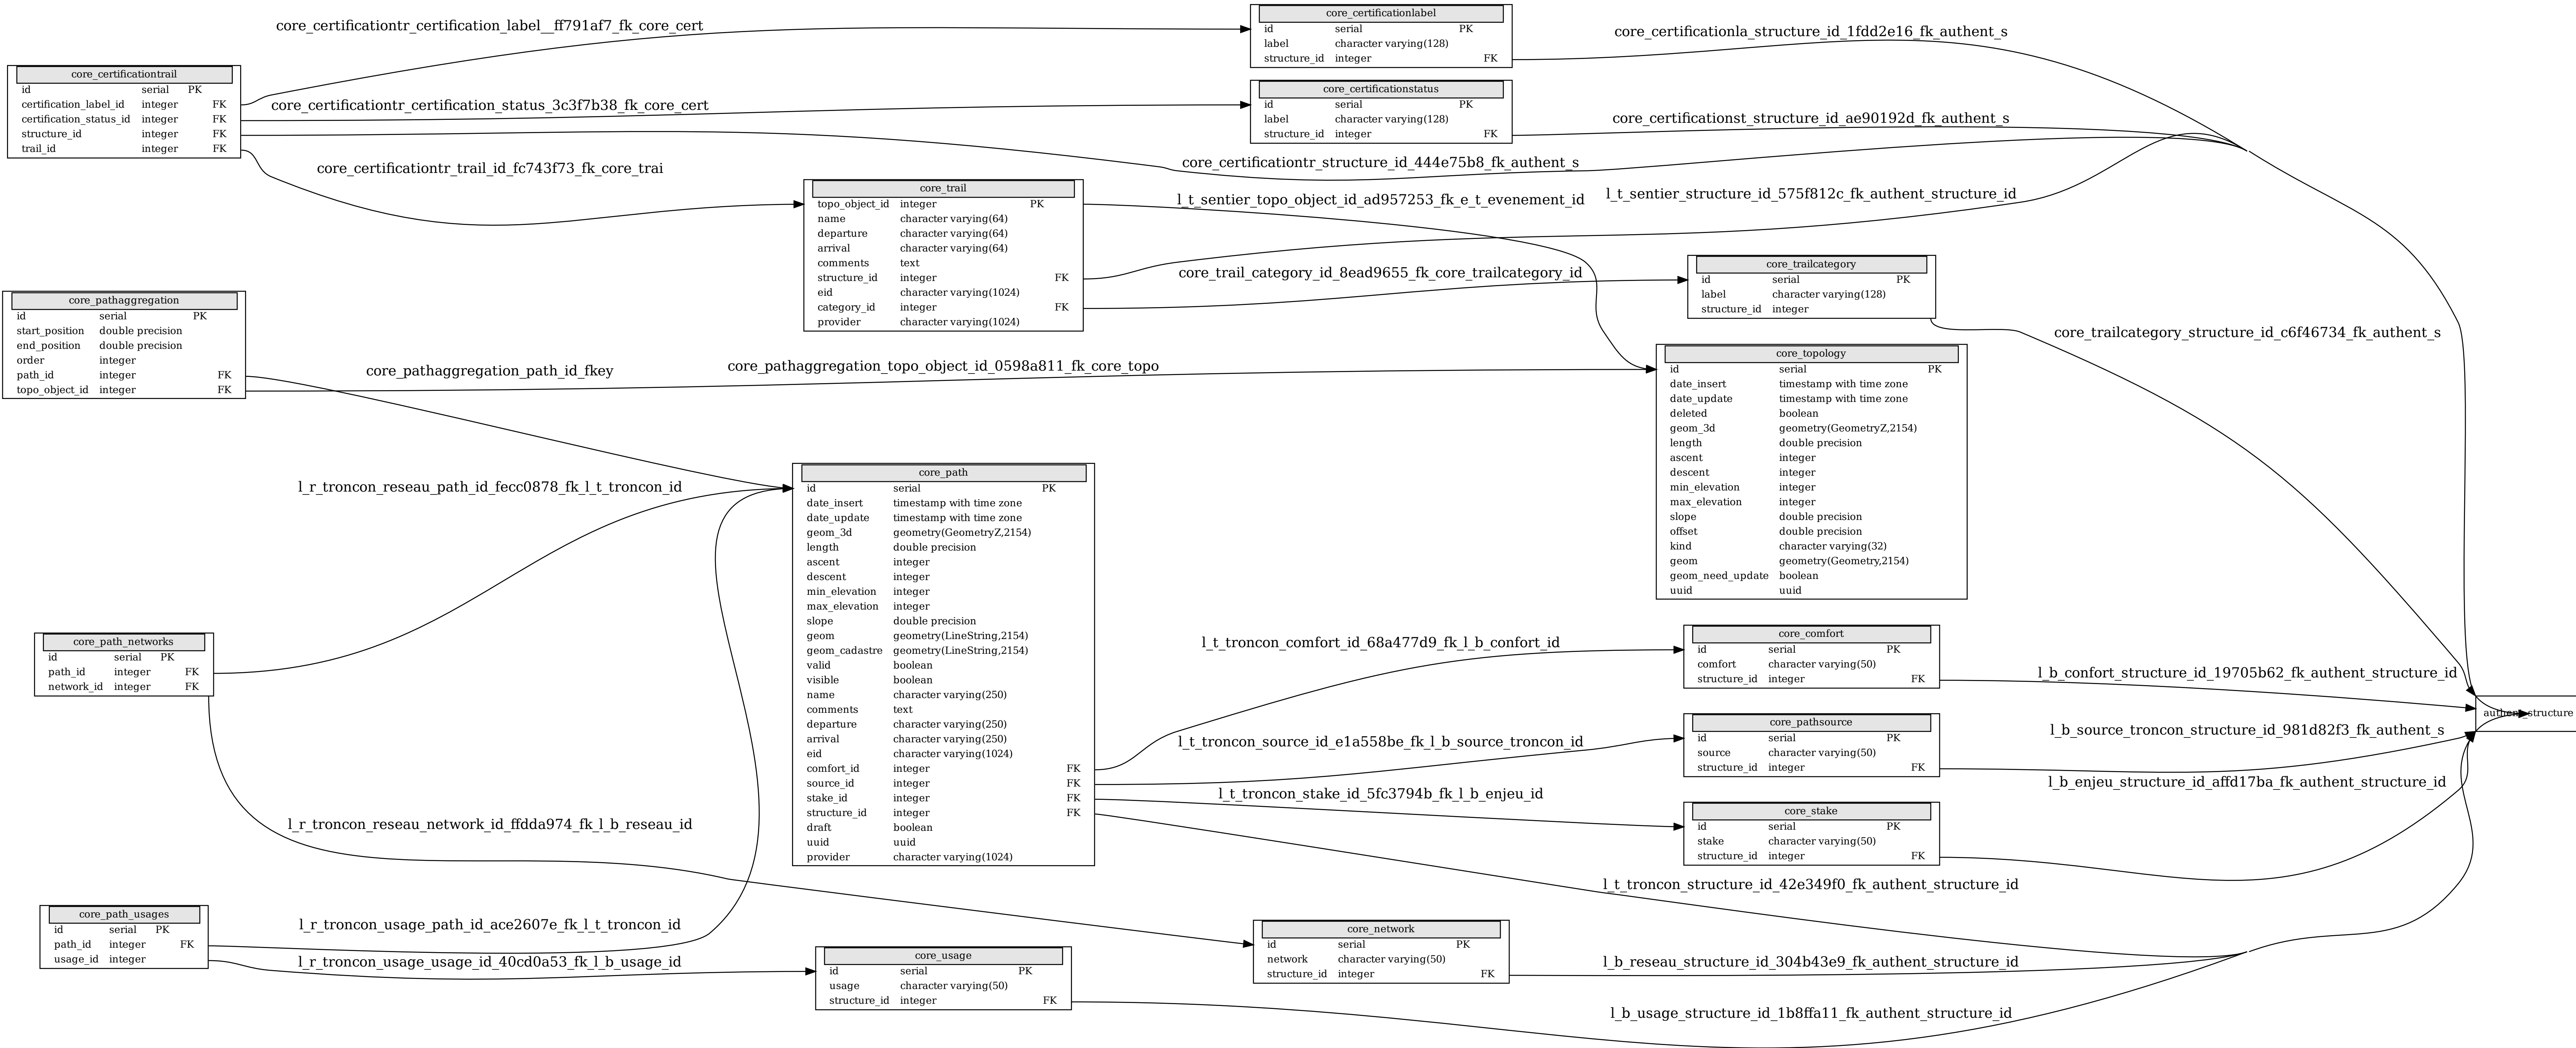 core_certificationtrail
id serial PK
certification_label_id integer FK
certification_status_id integer FK
structure_id integer FK
trail_id integer FK
core_pathaggregation
id serial PK
start_position double precision
end_position double precision
order integer
path_id integer FK
topo_object_id integer FK
core_path_networks
id serial PK
path_id integer FK
network_id integer FK
core_path_usages
id serial PK
path_id integer FK
usage_id integer
core_certificationtr_certification_label__ff791af7_fk_core_cert
core_certificationtr_certification_status_3c3f7b38_fk_core_cert
core_certificationtr_trail_id_fc743f73_fk_core_trai
core_pathaggregation_path_id_fkey
core_pathaggregation_topo_object_id_0598a811_fk_core_topo
l_r_troncon_reseau_path_id_fecc0878_fk_l_t_troncon_id
l_r_troncon_reseau_network_id_ffdda974_fk_l_b_reseau_id
l_r_troncon_usage_path_id_ace2607e_fk_l_t_troncon_id
l_r_troncon_usage_usage_id_40cd0a53_fk_l_b_usage_id
core_trail
topo_object_id integer PK
name character varying(64)
departure character varying(64)
arrival character varying(64)
comments text
structure_id integer FK
eid character varying(1024)
category_id integer FK
provider character varying(1024)
core_path
id serial PK
date_insert timestamp with time zone
date_update timestamp with time zone
geom_3d geometry(GeometryZ,2154)
length double precision
ascent integer
descent integer
min_elevation integer
max_elevation integer
slope double precision
geom geometry(LineString,2154)
geom_cadastre geometry(LineString,2154)
valid boolean
visible boolean
name character varying(250)
comments text
departure character varying(250)
arrival character varying(250)
eid character varying(1024)
comfort_id integer FK
source_id integer FK
stake_id integer FK
structure_id integer FK
draft boolean
uuid uuid
provider character varying(1024)
core_usage
id serial PK
usage character varying(50)
structure_id integer FK
core_certificationlabel
id serial PK
label character varying(128)
structure_id integer FK
core_certificationstatus
id serial PK
label character varying(128)
structure_id integer FK
core_certificationtr_structure_id_444e75b8_fk_authent_s
l_t_sentier_topo_object_id_ad957253_fk_e_t_evenement_id
core_trail_category_id_8ead9655_fk_core_trailcategory_id
l_t_troncon_comfort_id_68a477d9_fk_l_b_confort_id
l_t_troncon_source_id_e1a558be_fk_l_b_source_troncon_id
l_t_troncon_stake_id_5fc3794b_fk_l_b_enjeu_id
core_network
id serial PK
network character varying(50)
structure_id integer FK
core_certificationla_structure_id_1fdd2e16_fk_authent_s
core_certificationst_structure_id_ae90192d_fk_authent_s
l_t_sentier_structure_id_575f812c_fk_authent_structure_id
core_trailcategory
id serial PK
label character varying(128)
structure_id integer
core_topology
id serial PK
date_insert timestamp with time zone
date_update timestamp with time zone
deleted boolean
geom_3d geometry(GeometryZ,2154)
length double precision
ascent integer
descent integer
min_elevation integer
max_elevation integer
slope double precision
offset double precision
kind character varying(32)
geom geometry(Geometry,2154)
geom_need_update boolean
uuid uuid
core_comfort
id serial PK
comfort character varying(50)
structure_id integer FK
core_pathsource
id serial PK
source character varying(50)
structure_id integer FK
core_stake
id serial PK
stake character varying(50)
structure_id integer FK
l_t_troncon_structure_id_42e349f0_fk_authent_structure_id
l_b_reseau_structure_id_304b43e9_fk_authent_structure_id
l_b_usage_structure_id_1b8ffa11_fk_authent_structure_id
core_trailcategory_structure_id_c6f46734_fk_authent_s
l_b_confort_structure_id_19705b62_fk_authent_structure_id
l_b_source_troncon_structure_id_981d82f3_fk_authent_s
l_b_enjeu_structure_id_affd17ba_fk_authent_structure_id
authent_structure